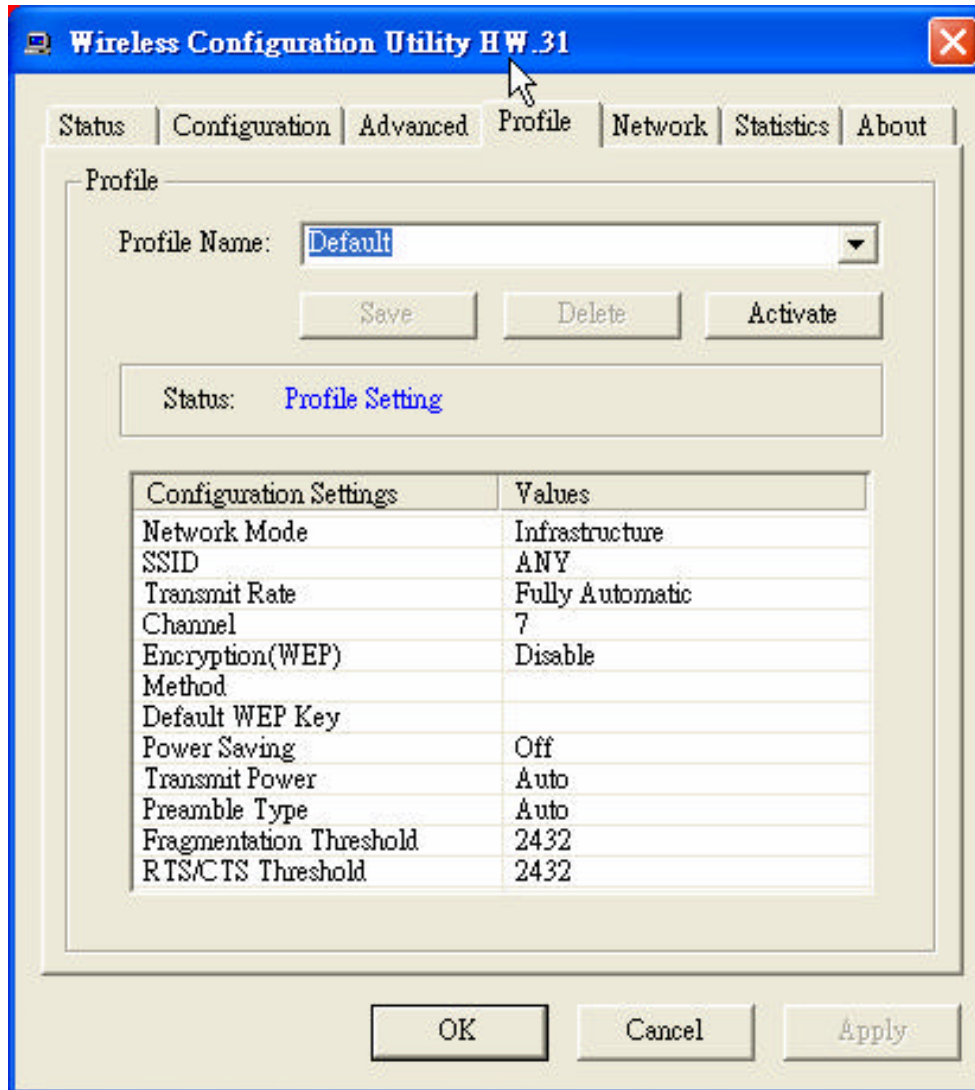 Wireless Configuration Utility HW.31
Status Configuration Advanced Profile Network Statistics About
Profile
Profile Name: Default
Save Delete Activate
Status: Profile Setting
Configuration Settings Values
Network Mode Infrastructure
SSID ANY
Transmit Rate Fully Automatic
Channel 7
Encryption(WEP) Disable
Method
Default WEP Key
Power Saving Off
Transmit Power Auto
Preamble Type Auto
Fragmentation Threshold 2432
RTS/CTS Threshold 2432
OK Cancel Apply